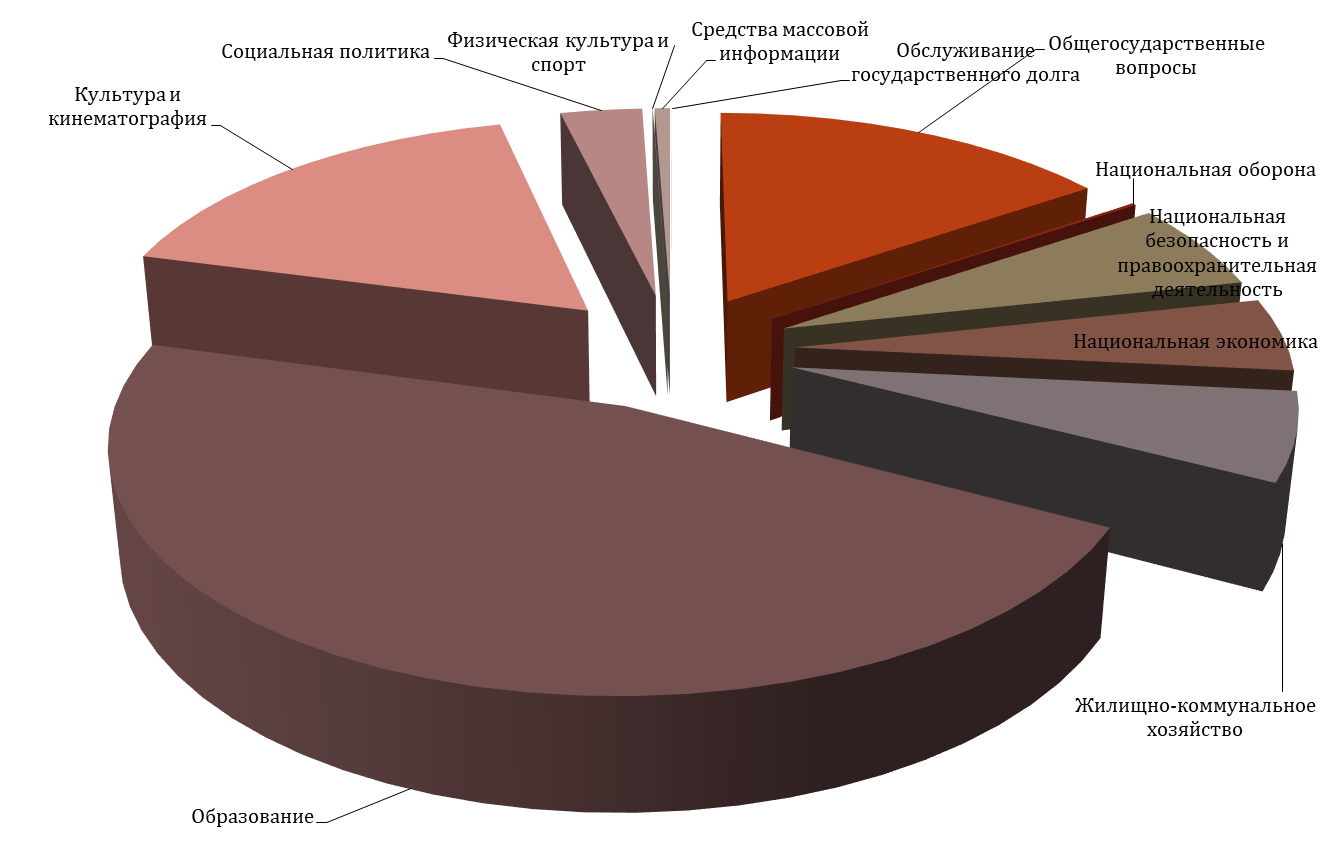 Социальная политика
Физическая культура и
спорт
Средства массовой
информации
Обслуживание
государственного долга
Общегосударственные
вопросы
Культура и
кинематография
Национальная оборона
Национальная
безопасность и
правоохранительная
деятельность
Национальная экономика
Жилищно-коммунальное
хозяйство
Образование